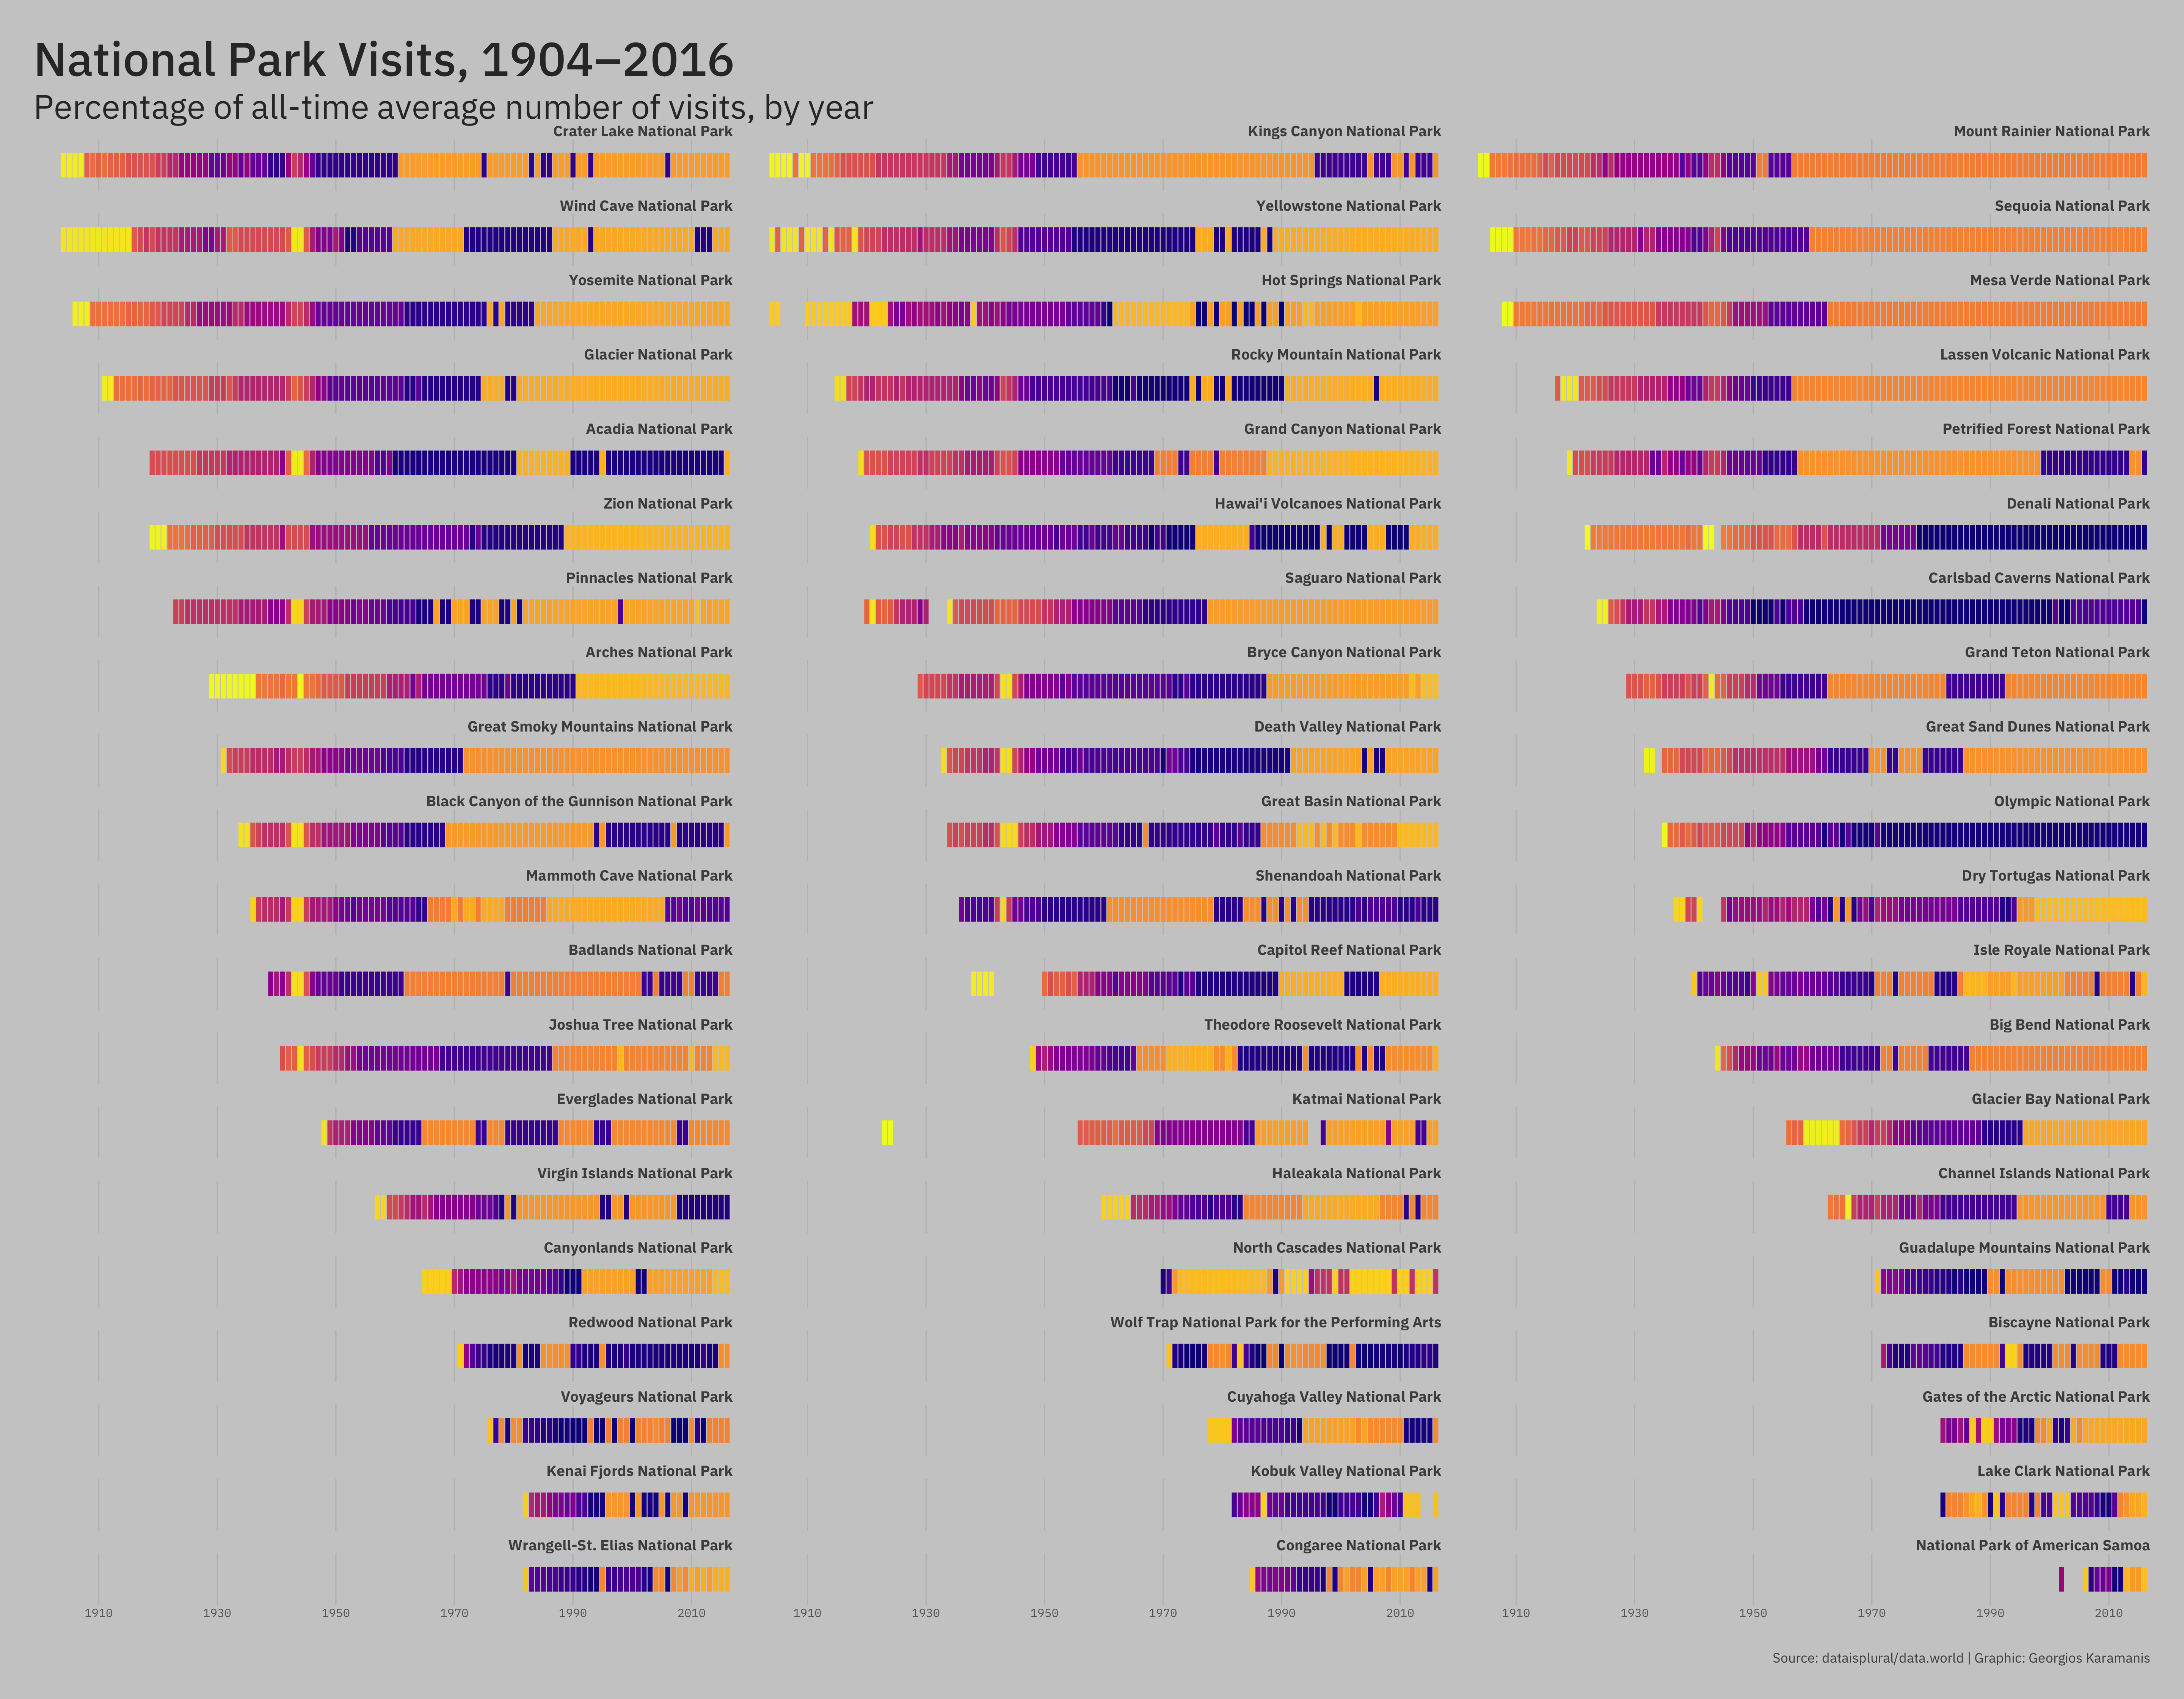 National Park Visits, 1904–2016
Percentage of all-time average number of visits, by year
Crater Lake National Park
Kings Canyon National Park
Mount Rainier National Park
Wind Cave National Park
Yellowstone National Park
Sequoia National Park
Yosemite National Park
Hot Springs National Park
Mesa Verde National Park
Glacier National Park
Rocky Mountain National Park
Lassen Volcanic National Park
Acadia National Park
Grand Canyon National Park
Petrified Forest National Park
Zion National Park
Hawai'i Volcanoes National Park
Denali National Park
Pinnacles National Park
Saguaro National Park
Carlsbad Caverns National Park
Arches National Park
Bryce Canyon National Park
Grand Teton National Park
Great Smoky Mountains National Park
Death Valley National Park
Great Sand Dunes National Park
Black Canyon of the Gunnison National Park
Great Basin National Park
Olympic National Park
Mammoth Cave National Park
Shenandoah National Park
Dry Tortugas National Park
Badlands National Park
Capitol Reef National Park
Isle Royale National Park
Joshua Tree National Park
Theodore Roosevelt National Park
Big Bend National Park
Everglades National Park
Katmai National Park
Glacier Bay National Park
Virgin Islands National Park
Haleakala National Park
Channel Islands National Park
Canyonlands National Park
North Cascades National Park
Guadalupe Mountains National Park
Redwood National Park
Wolf Trap National Park for the Performing Arts
Biscayne National Park
Voyageurs National Park
Cuyahoga Valley National Park
Gates of the Arctic National Park
Kenai Fjords National Park
Kobuk Valley National Park
Lake Clark National Park
Wrangell-St. Elias National Park
Congaree National Park
National Park of American Samoa
1910 1930 1950 1970 1990 2010 1910 1930 1950 1970 1990 2010 1910 1930 1950 1970 1990 2010
Source: dataisplural/data.world | Graphic: Georgios Karamanis